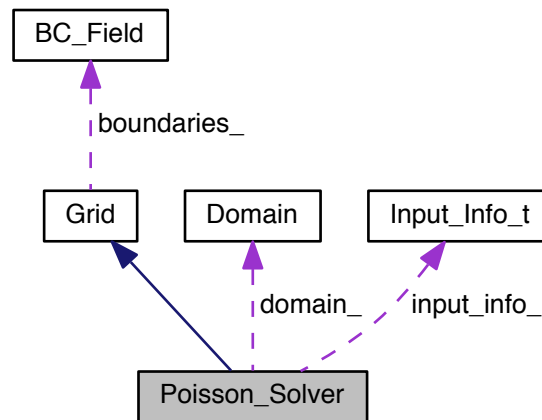 BC_Field
boundaries_
Grid
Domain
Input_Info_t
domain_
input_info_
Poisson_Solver